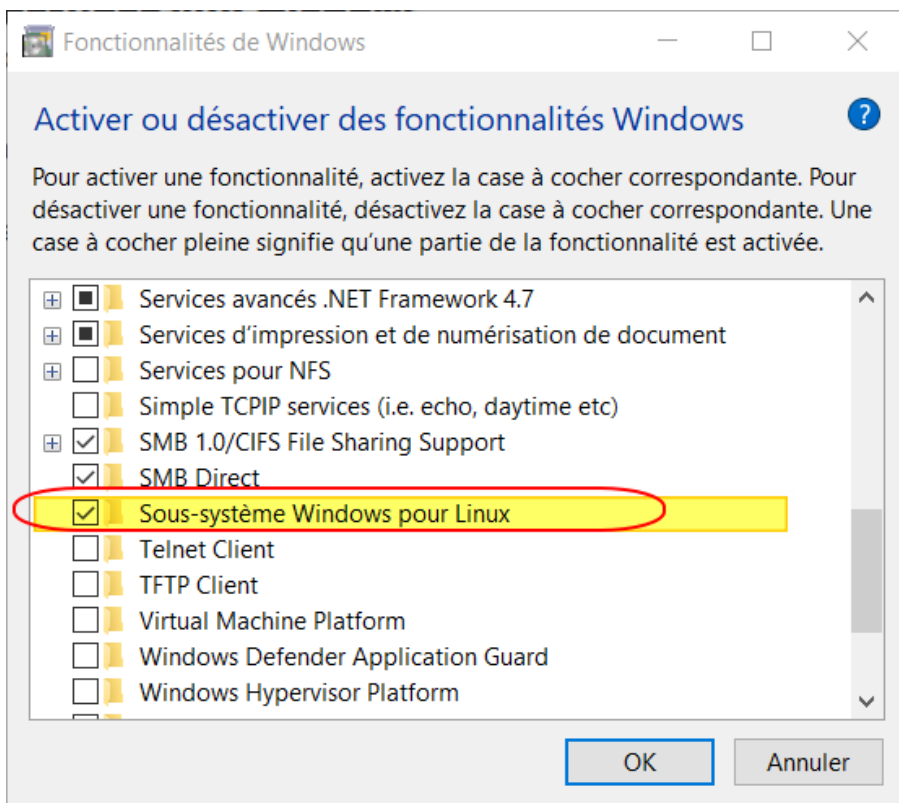 Fonctionnalités de Windows
Activer ou désactiver des fonctionnalités Windows
?
Pour activer une fonctionnalité, activez la case à cocher correspondante. Pour
désactiver une fonctionnalité, désactivez la case à cocher correspondante. Une
case à cocher pleine signifie qu'une partie de la fonctionnalité est activée.
Services avancés .NET Framework 4.7
Services d'impression et de numérisation de document
Services pour NFS
Simple TCPIP services (i.e. echo, daytime etc)
SMB 1.0/CIFS File Sharing Support
SMB Direct
Sous-système Windows pour Linux
Telnet Client
TFTP Client
Virtual Machine Platform
Windows Defender Application Guard
Windows Hypervisor Platform
OK
Annuler